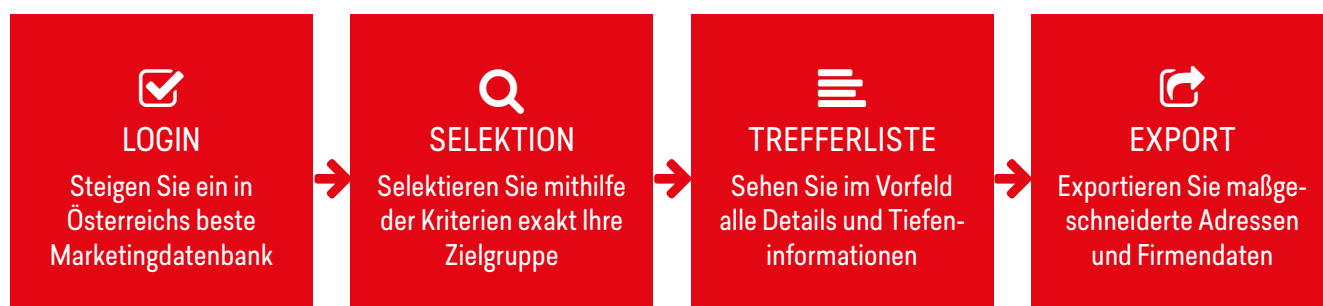 LOGIN
Steigen Sie ein in
Österreichs beste
Marketingdatenbank
SELEKTION
Selektieren Sie mithilfe
der Kriterien exakt Ihre
Zielgruppe
TREFFERLISTE
Sehen Sie im Vorfeld
alle Details und Tiefen-
informationen
EXPORT
Exportieren Sie maßge-
schneiderte Adressen
und Firmendaten